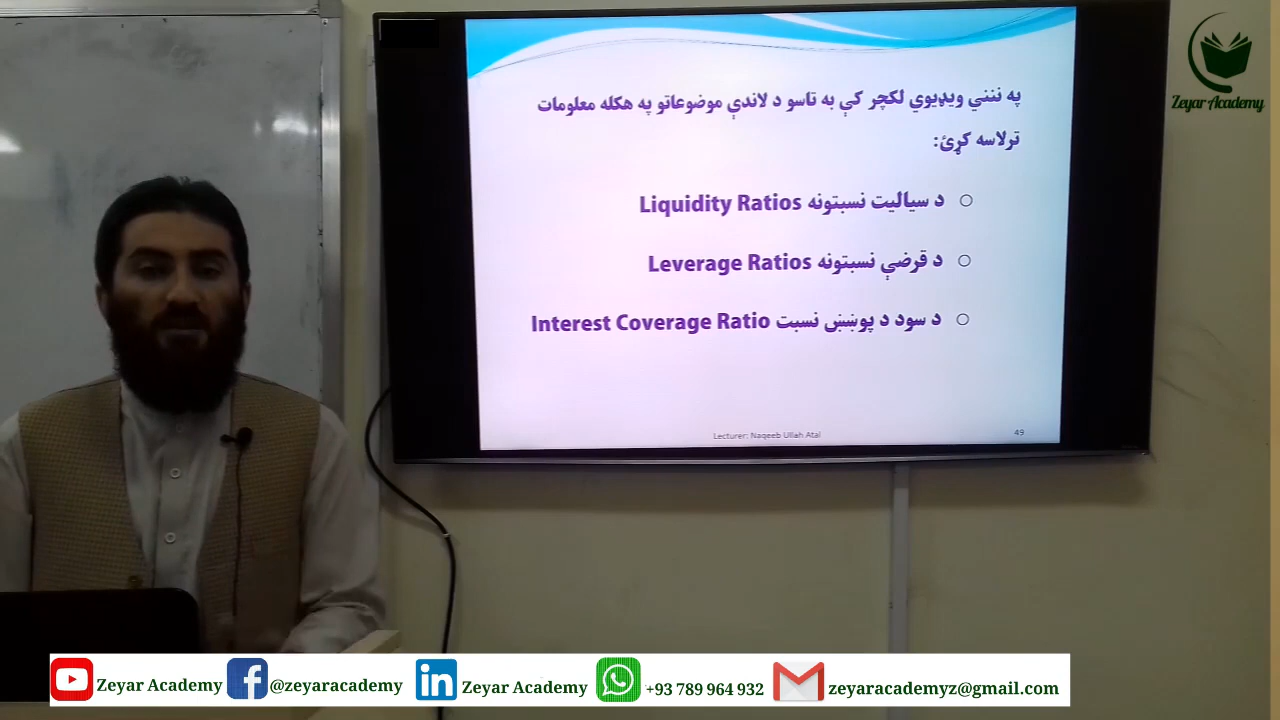 Zeyar Academy
په نننۍ ویډیوي لکچر کې به تاسو د لاندې موضوعاتو په هکله معلومات
ترلاسه کړئ:
د سیالیت نسبتونه Liquidity Ratios
د قرضې نسبتونه Leverage Ratios
د سود د پوښښ نسبت Interest Coverage Ratio
Lecturer: Naqeeb Ullah Atal
49
Zeyar Academy
@zeyaracademy
Zeyar Academy
+93 789 964 932
zeyaracademyz@gmail.com